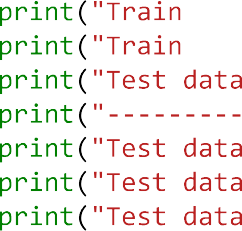 print("Train
print("Train
print("Test data
print("---------
print("Test data
print("Test data
print("Test data